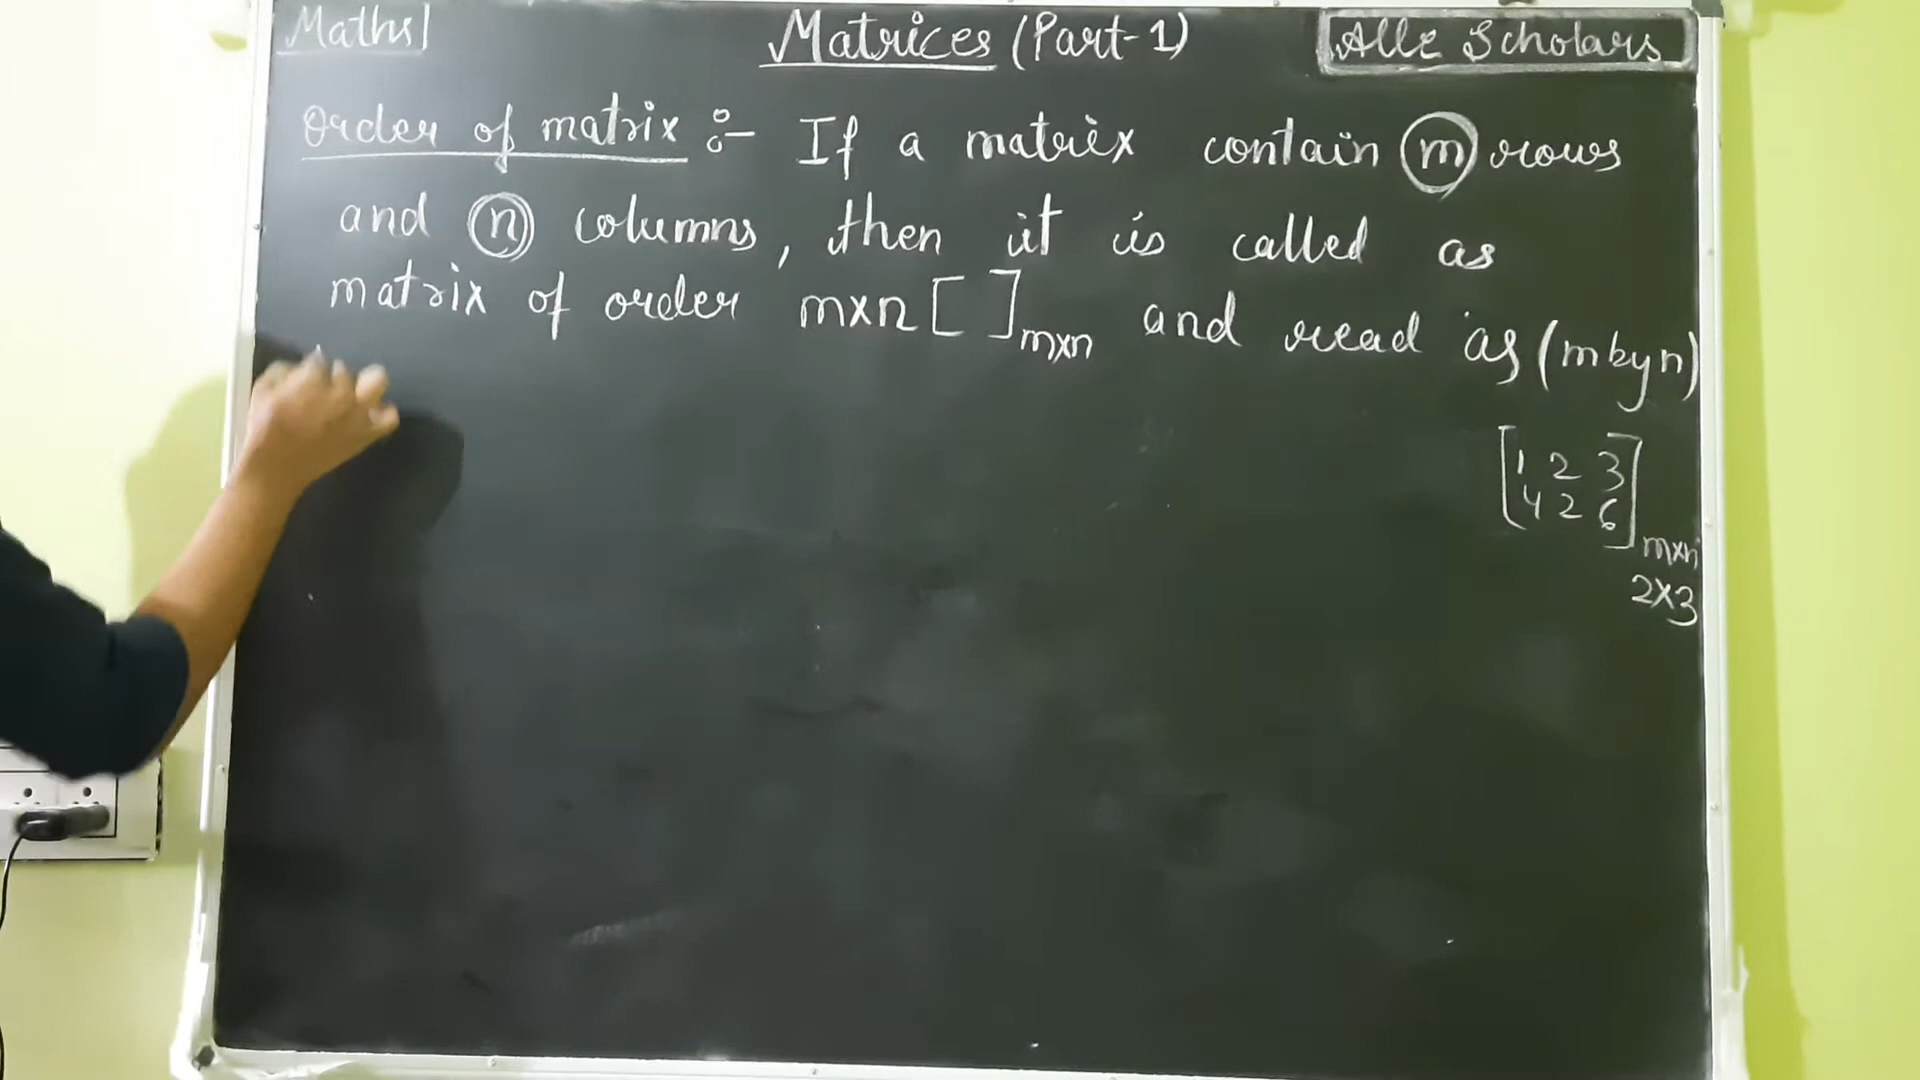 Maths
Matrices (Part-1)
Alle Scholars
Order of matrix :- If a matrix contain m rows
and n columns, then it is called as
matrix of order m×n [ ]m×n and read as (m by n)
[1 2 3
4 2 6]m×n
2×3